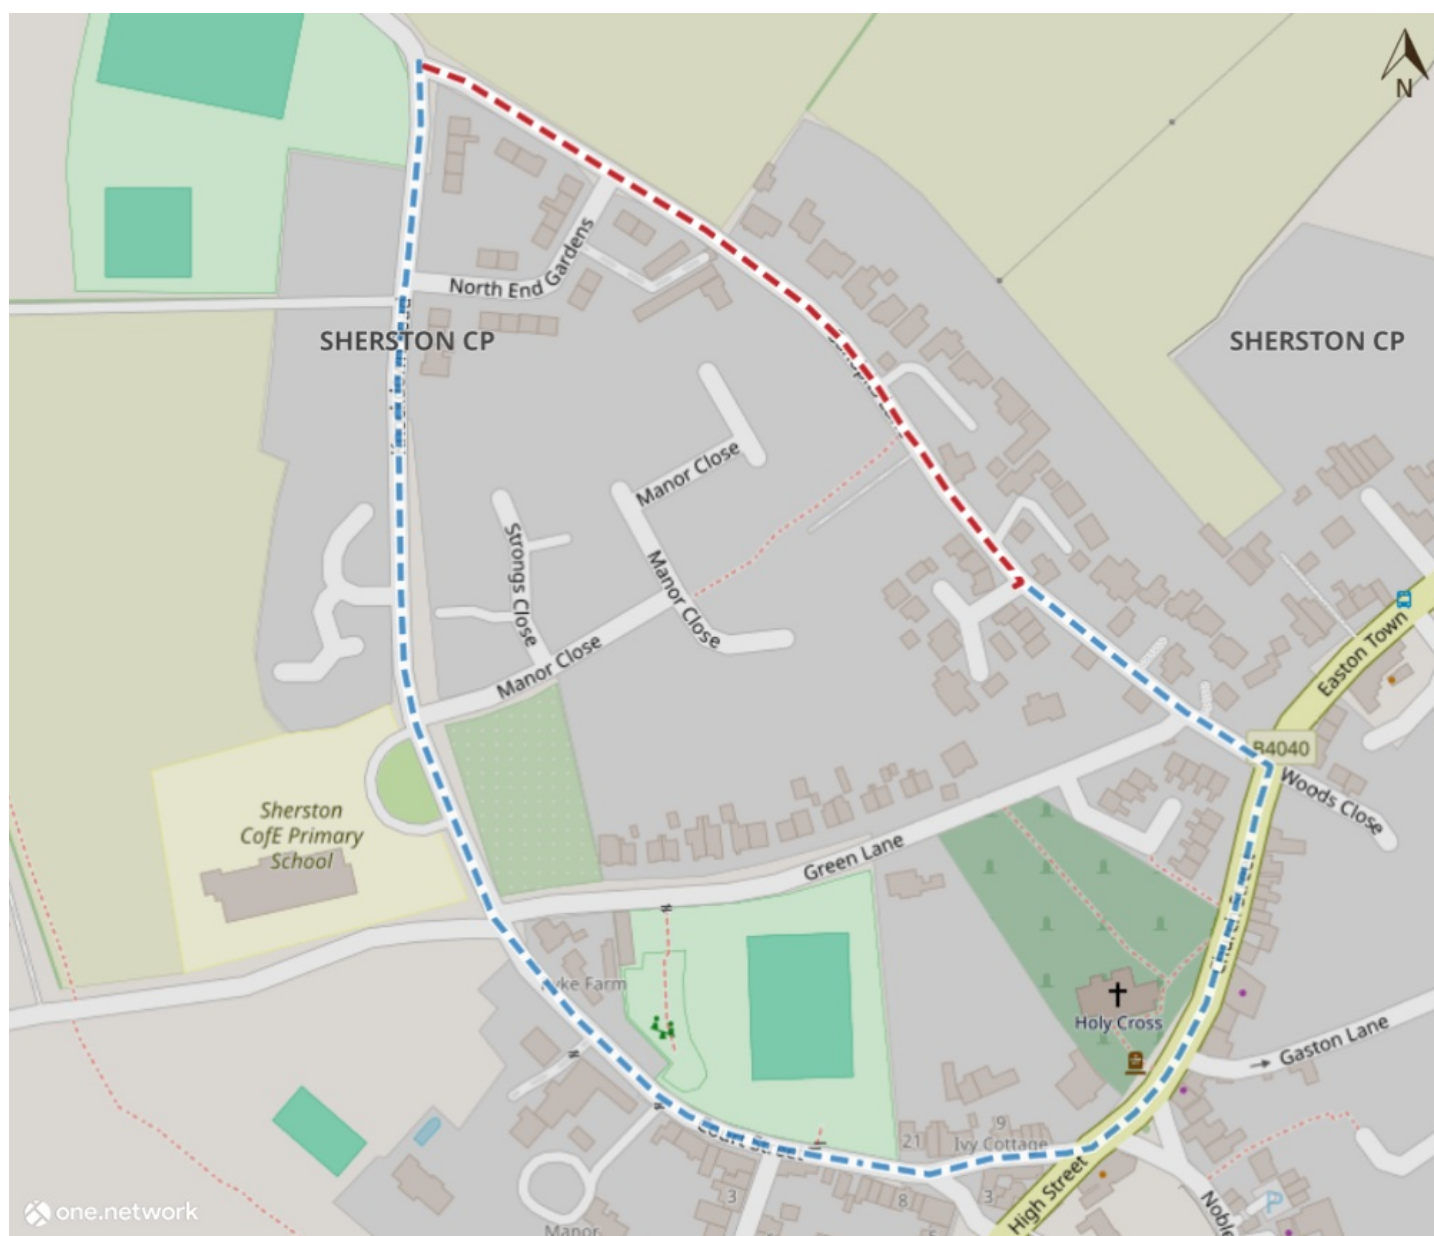 N
North End Gardens
SHERSTON CP
SHERSTON CP
Manor Close
Strongs Close
Manor Close
Manor Close
Easton Town
B4040
Woods Close
Sherston
CofE Primary
School
Green Lane
Holy Cross
Gaston Lane
Court Street
21
9
Ivy Cottage
3
8
3
High Street
P
Manor
one.network